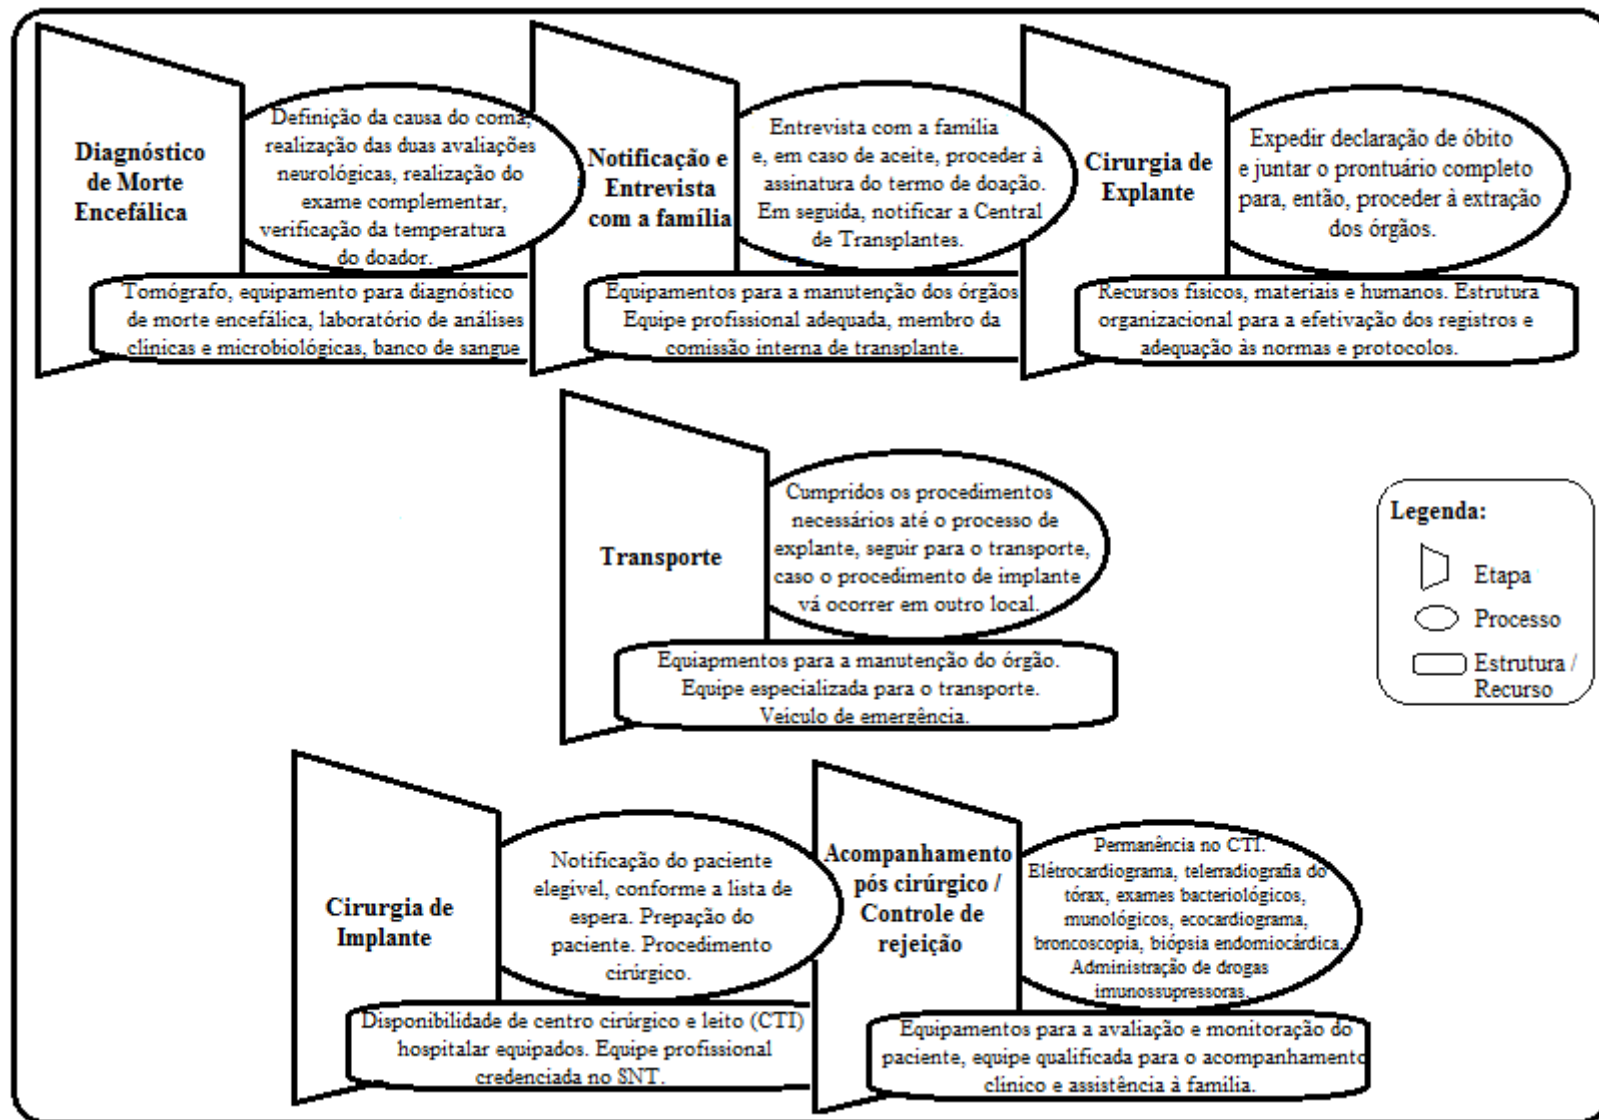 Diagnóstico
de Morte
Encefálica
Definição da causa do coma,
realização das duas avaliações
neurológicas, realização do
exame complementar,
verificação da temperatura
do doador.
Tomógrafo, equipamento para diagnóstico
de morte encefálica, laboratório de análises
clínicas e microbiológicas, banco de sangue
Notificação e
Entrevista
com a família
Entrevista com a família
e, em caso de aceite, proceder à
assinatura do termo de doação.
Em seguida, notificar a Central
de Transplantes.
Equipamentos para a manutenção dos órgãos
Equipe profissional adequada, membro da
comissão interna de transplante.
Cirurgia de
Explante
Expedir declaração de óbito
e juntar o prontuário completo
para, então, proceder à extração
dos órgãos.
Recursos físicos, materiais e humanos. Estrutura
organizacional para a efetivação dos registros e
adequação às normas e protocolos.
Transporte
Cumpridos os procedimentos
necessários até o processo de
explante, seguir para o transporte,
caso o procedimento de implante
vá ocorrer em outro local.
Equiapmentos para a manutenção do órgão.
Equipe especializada para o transporte.
Veículo de emergência.
Legenda:
Etapa
Processo
Estrutura /
Recurso
Cirurgia de
Implante
Notificação do paciente
elegível, conforme a lista de
espera. Prepação do
paciente. Procedimento
cirúrgico.
Disponibilidade de centro cirúrgico e leito (CTI)
hospitalar equipados. Equipe profissional
credenciada no SNT.
Acompanhamento
pós cirúrgico /
Controle de
rejeição
Permanência no CTI.
Elétrocardiograma, telerradiografia do
tórax, exames bacteriológicos,
munológicos, ecocardiograma,
broncoscopia, biópsia endomiocárdica.
Administração de drogas
imunossupressoras.
Equipamentos para a avaliação e monitoração do
paciente, equipe qualificada para o acompanhamento
clínico e assistência à família.